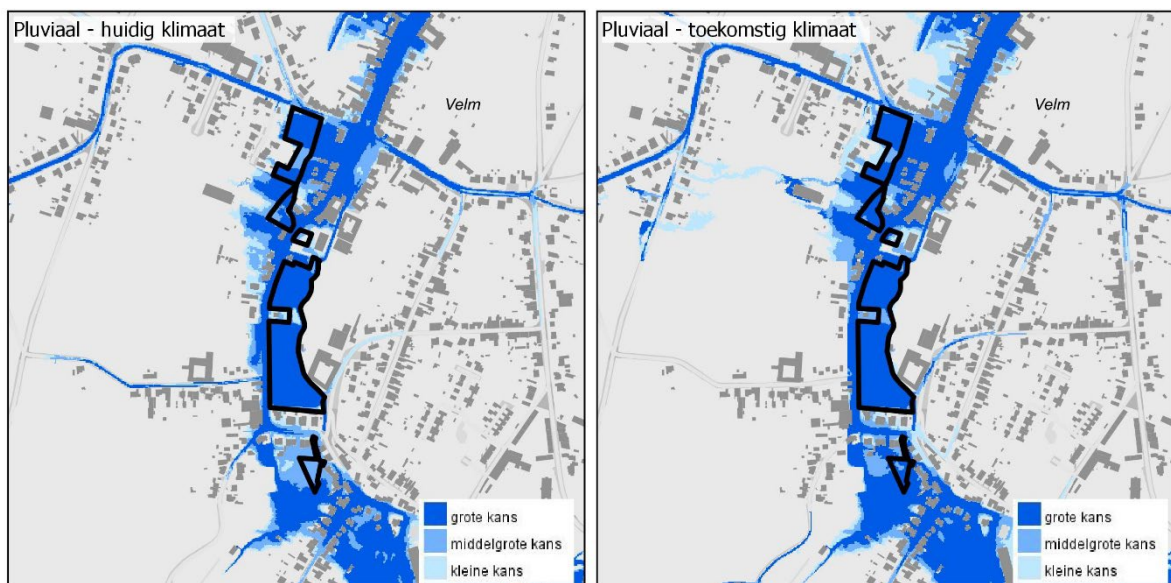 Pluviaal - huidig klimaat
Velm
grote kans
middelgrote kans
kleine kans
Pluviaal - toekomstig klimaat
Velm
grote kans
middelgrote kans
kleine kans